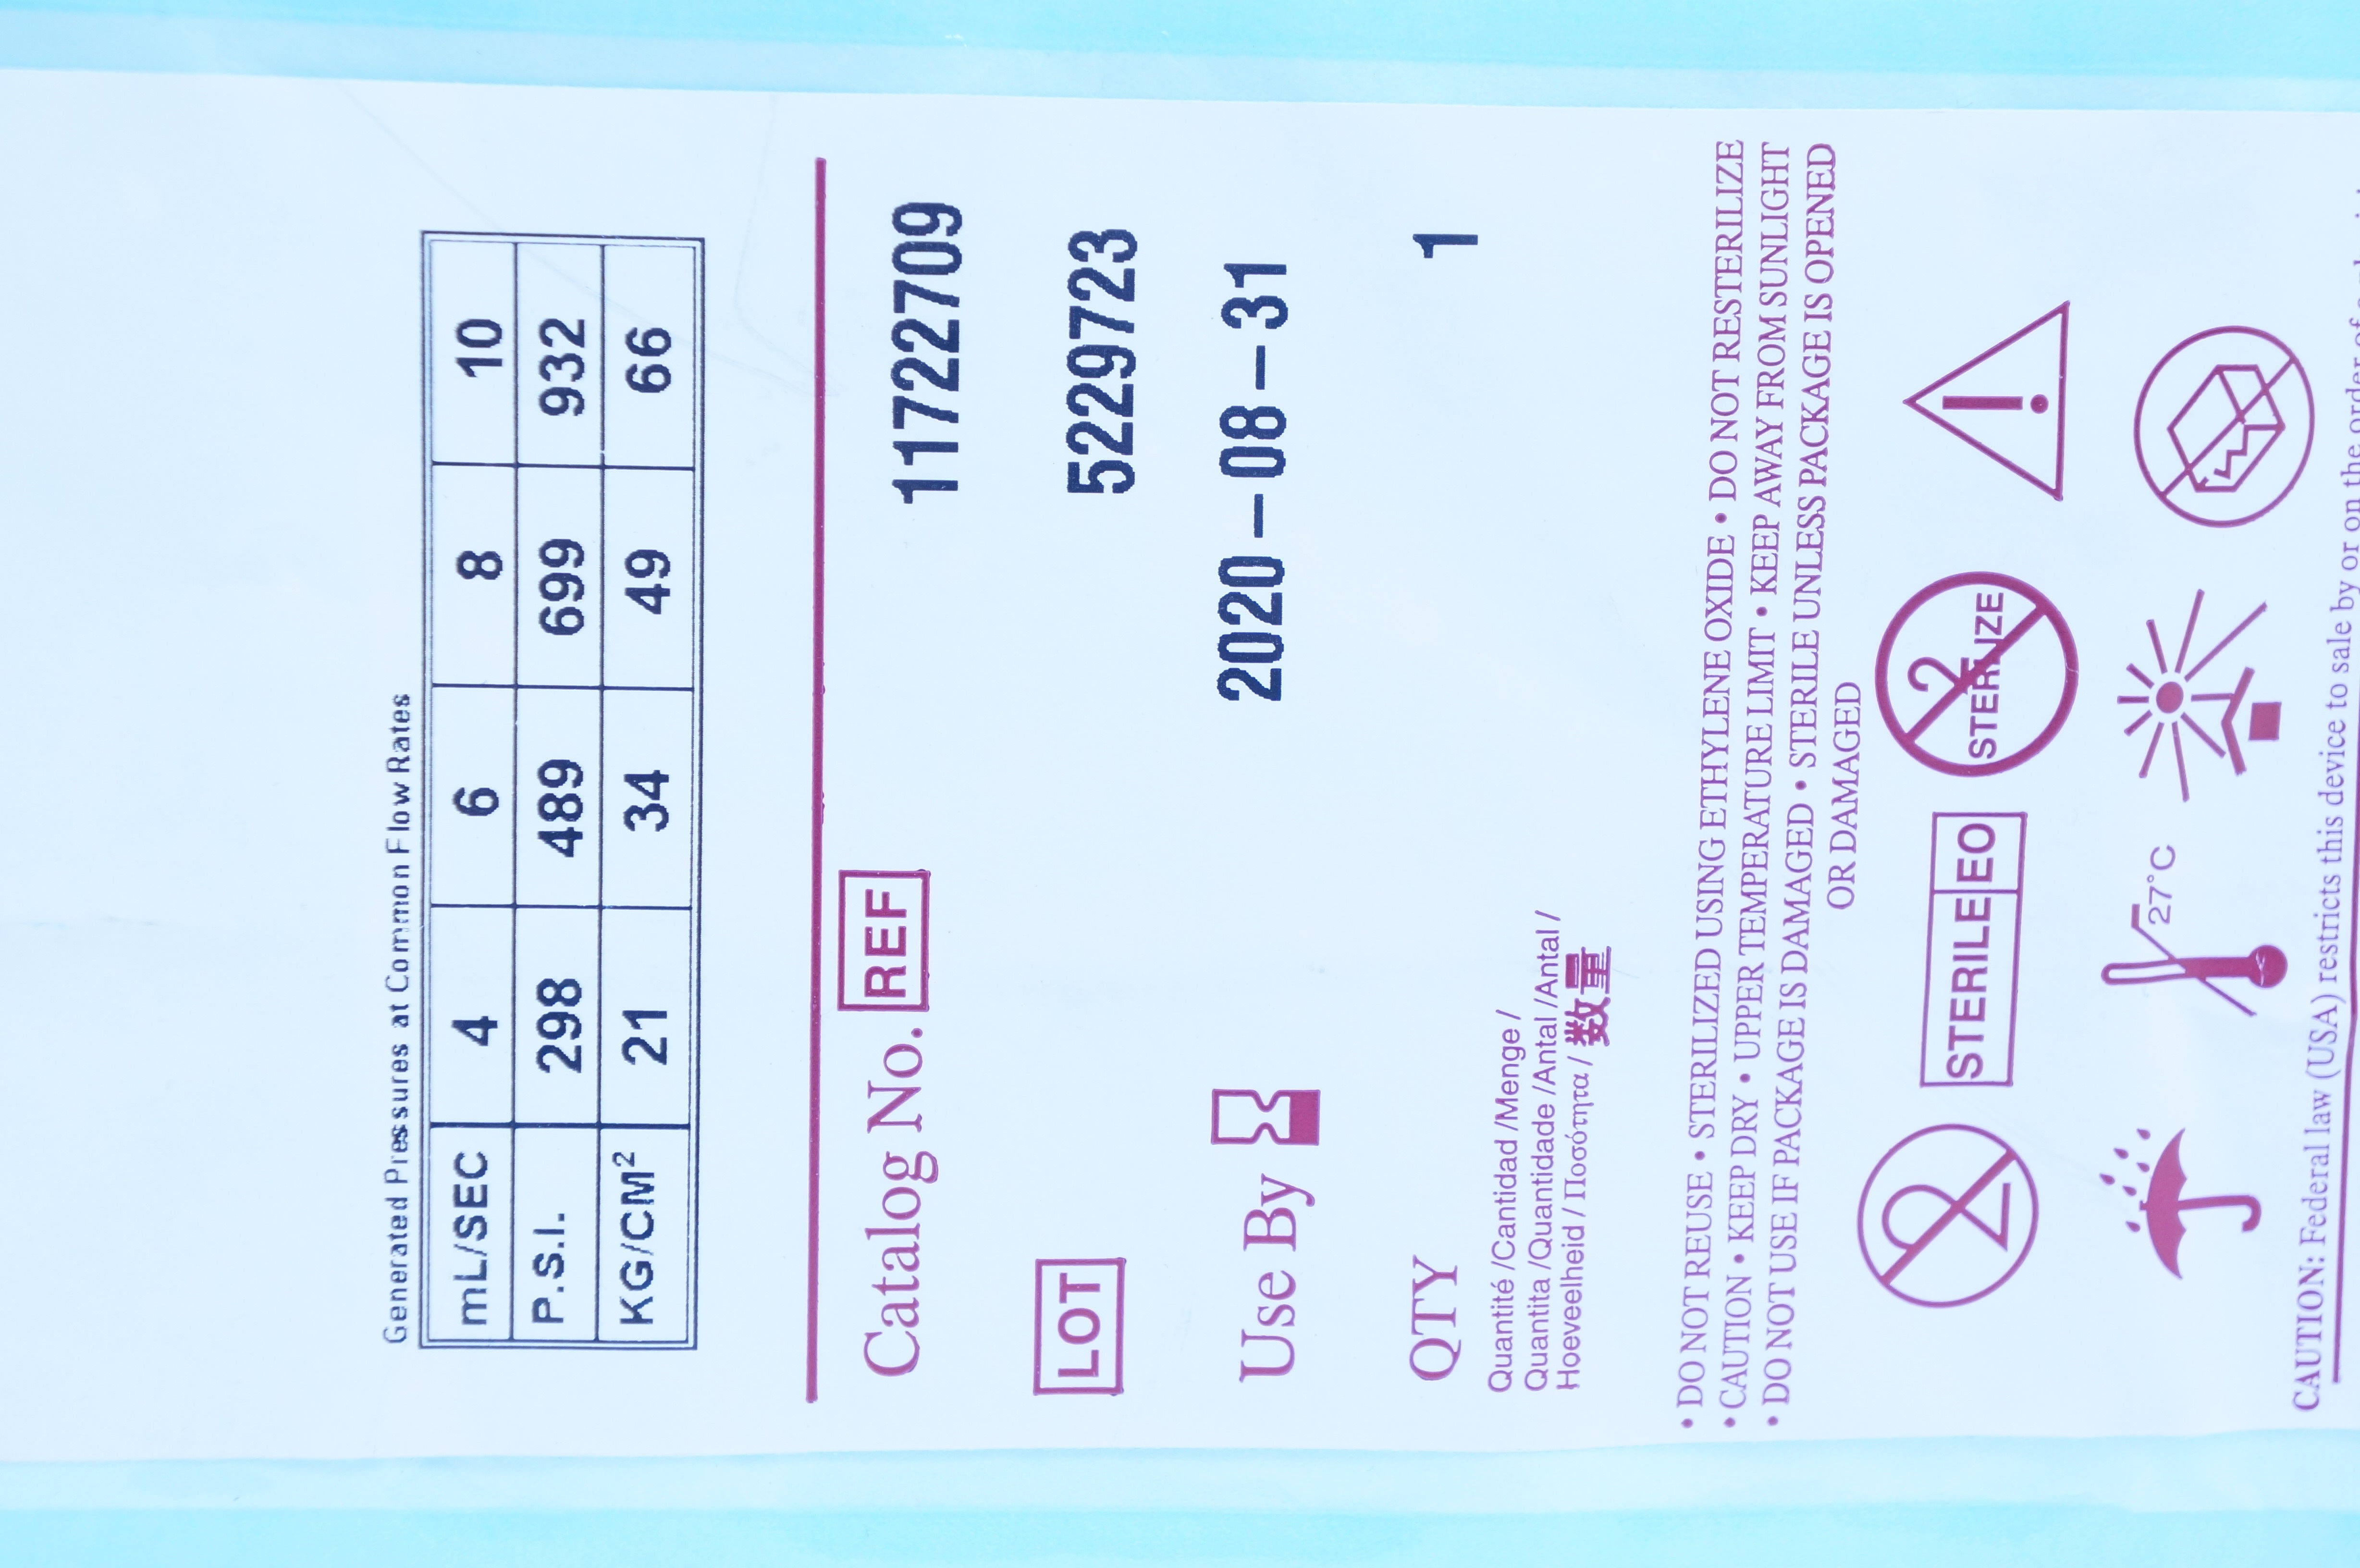 Generated Pressures at Common Flow Rates
mL/SEC 4 6 8 10
P.S.I. 298 489 699 932
KG/CM² 21 34 49 66
Catalog No. REF 11722709
LOT 5229723
Use By 2020-08-31
QTY 1
Quantité /Cantidad /Menge /
Quantita /Quantidade /Antal /Antal /
Hoeveelheid / Ποσότητα / 数量
• DO NOT REUSE • STERILIZED USING ETHYLENE OXIDE • DO NOT RESTERILIZE
• CAUTION • KEEP DRY • UPPER TEMPERATURE LIMIT • KEEP AWAY FROM SUNLIGHT
• DO NOT USE IF PACKAGE IS DAMAGED • STERILE UNLESS PACKAGE IS OPENED
OR DAMAGED
2 STERILE EO 2 STERILIZE !
27°C
CAUTION: Federal law (USA) restricts this device to sale by or on the order of a